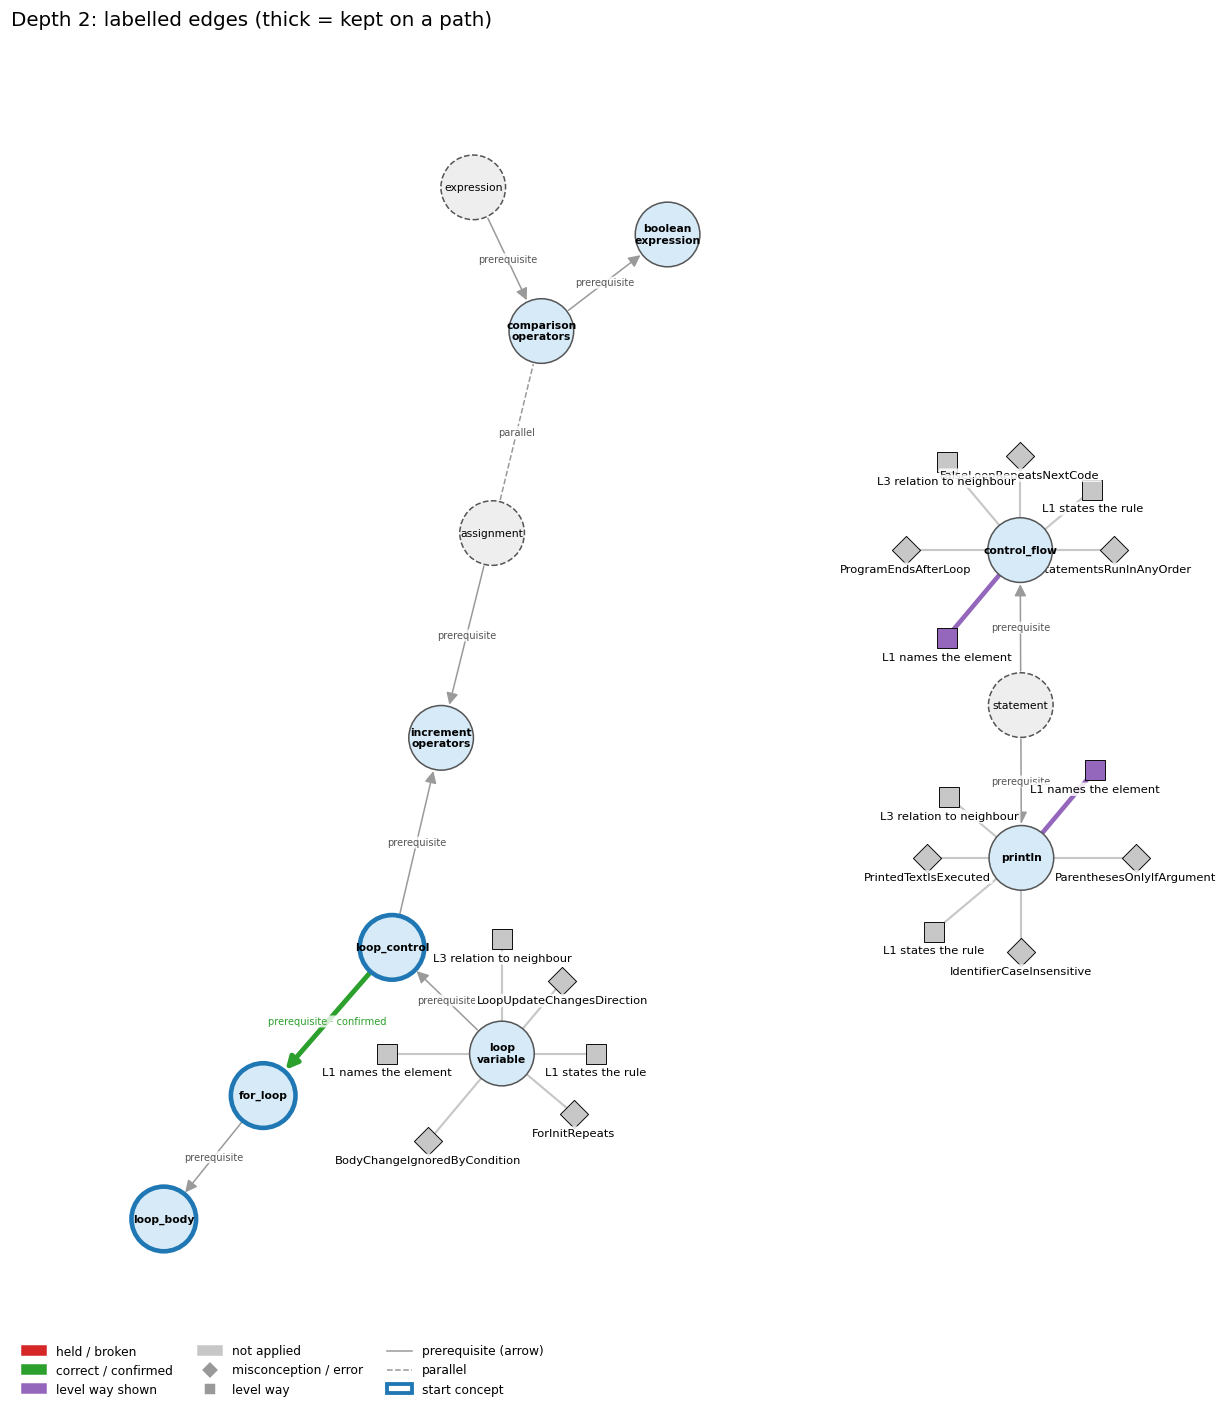 Depth 2: labelled edges (thick = kept on a path)
expression
boolean
expression
prerequisite
prerequisite
comparison
operators
parallel
FalseLoopRepeatsNextCode
L3 relation to neighbour
L1 states the rule
assignment
control_flow
ProgramEndsAfterLoop
tatementsRunInAnyOrder
prerequisite
prerequisite
L1 names the element
statement
increment
operators
prerequisite
L1 names the element
L3 relation to neighbour
prerequisite
println
PrintedTextIsExecuted
ParenthesesOnlyIfArgument
loop_control
L1 states the rule
L3 relation to neighbour
IdentifierCaseInsensitive
prerequisite
LoopUpdateChangesDirection
prerequisite - confirmed
loop
variable
L1 names the element
L1 states the rule
for_loop
ForInitRepeats
prerequisite
BodyChangeIgnoredByCondition
loop_body
held / broken
correct / confirmed
level way shown
not applied
misconception / error
level way
prerequisite (arrow)
parallel
start concept